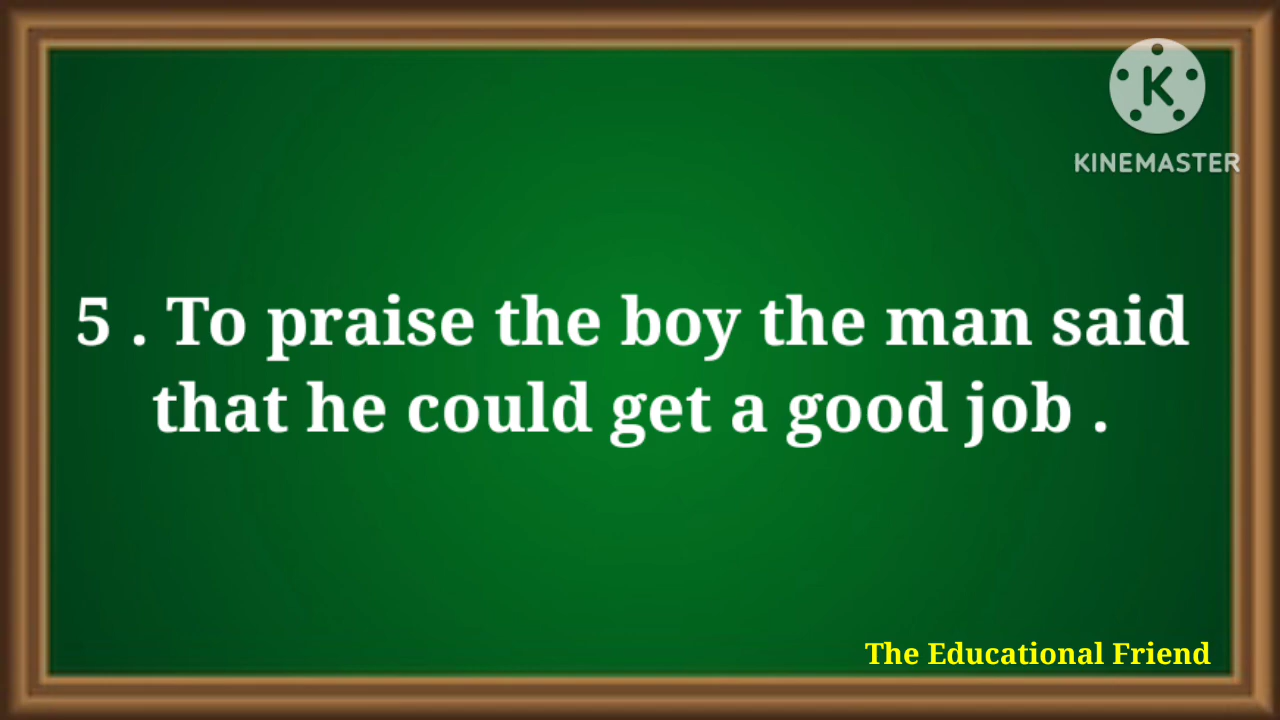 KINEMASTER
5 . To praise the boy the man said
that he could get a good job .
The Educational Friend